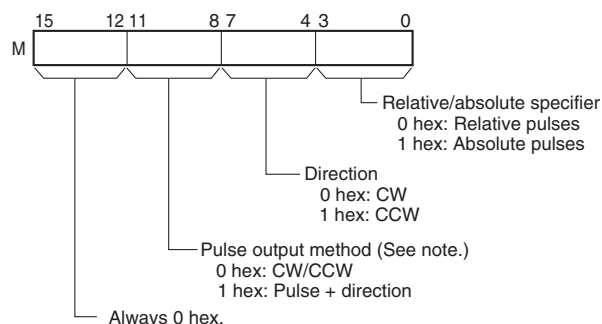 15 12 11 8 7 4 3 0
M
Relative/absolute specifier
0 hex: Relative pulses
1 hex: Absolute pulses
Direction
0 hex: CW
1 hex: CCW
Pulse output method (See note.)
0 hex: CW/CCW
1 hex: Pulse + direction
Always 0 hex.